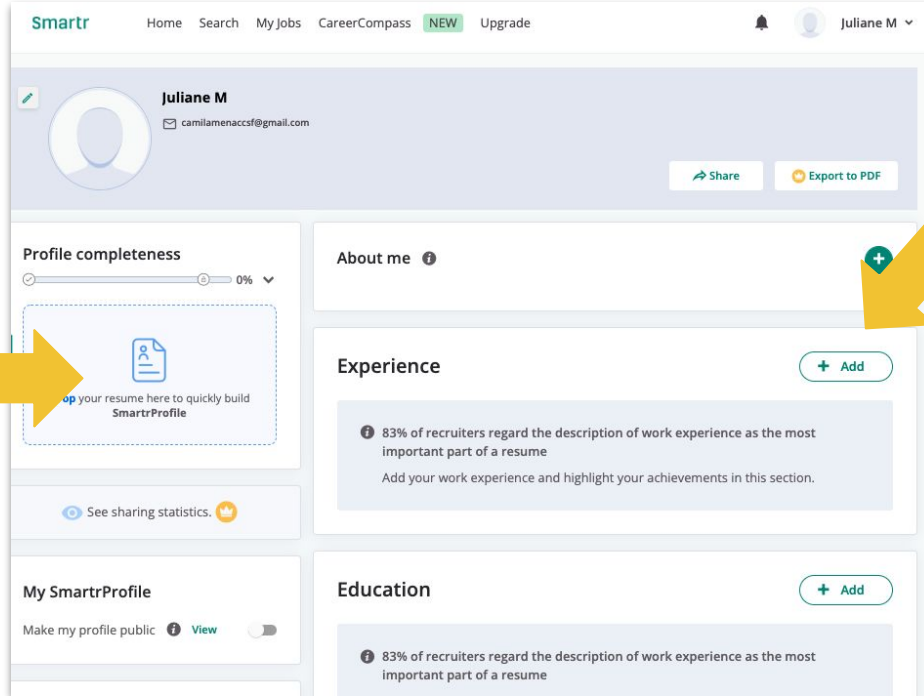 Smartr Home Search My Jobs CareerCompass NEW Upgrade Juliane M
Juliane M
camilamenaccsf@gmail.com
Share Export to PDF
Profile completeness
0%
op your resume here to quickly build
SmartrProfile
See sharing statistics.
My SmartrProfile
Make my profile public View
About me
Experience
+ Add
83% of recruiters regard the description of work experience as the most
important part of a resume
Add your work experience and highlight your achievements in this section.
Education
+ Add
83% of recruiters regard the description of work experience as the most
important part of a resume